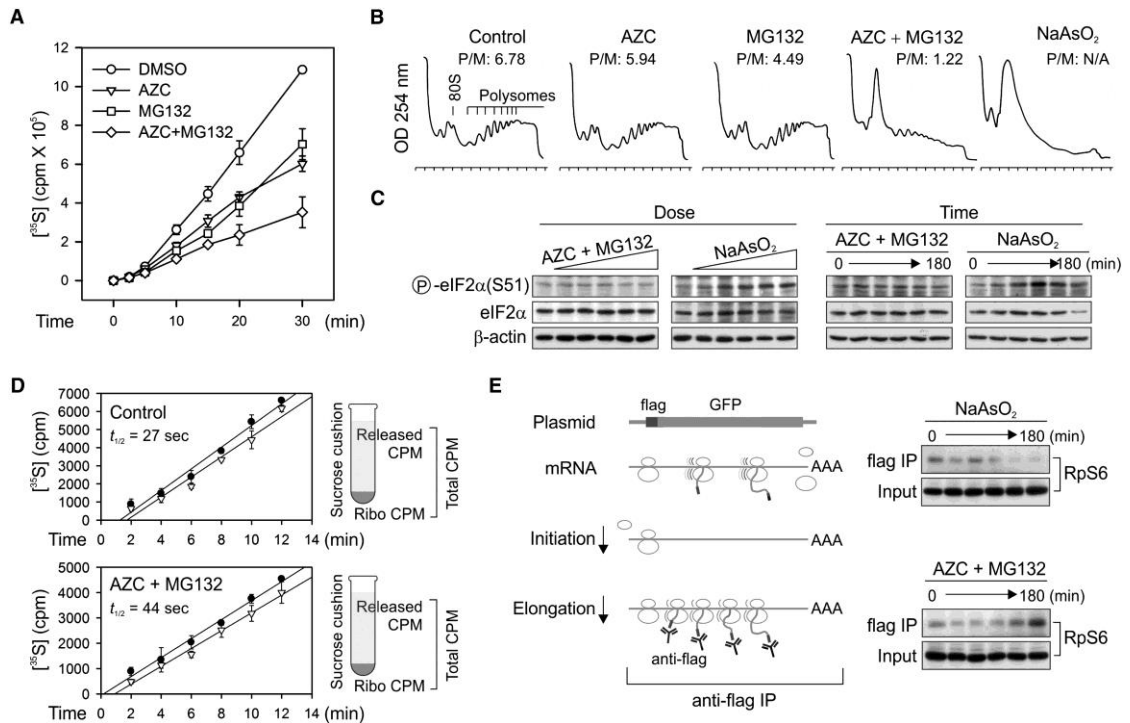 A
[³⁵S] (cpm X 10⁵)
12
10
8
6
4
2
0
DMSO
AZC
MG132
AZC+MG132
Time 0 10 20 30 (min)
B
OD 254 nm
Control
P/M: 6.78
80S
Polysomes
AZC
P/M: 5.94
MG132
P/M: 4.49
AZC + MG132
P/M: 1.22
NaAsO₂
P/M: N/A
C
Dose
Time
AZC + MG132
NaAsO₂
AZC + MG132
0 180
NaAsO₂
0 180 (min)
Ⓟ-eIF2α(S51)
eIF2α
β-actin
D
[³⁵S] (cpm)
7000
6000
5000
4000
3000
2000
1000
0
Control
t₁/₂ = 27 sec
Time 0 2 4 6 8 10 12 14 (min)
Sucrose cushion
Released
CPM
Ribo CPM
Total CPM
[³⁵S] (cpm)
5000
4000
3000
2000
1000
0
AZC + MG132
t₁/₂ = 44 sec
Time 0 2 4 6 8 10 12 14 (min)
Sucrose cushion
Released
CPM
Ribo CPM
Total CPM
E
flag GFP
Plasmid
mRNA
AAA
Initiation
AAA
Elongation
AAA
anti-flag
anti-flag IP
NaAsO₂
0 180 (min)
flag IP
Input
RpS6
AZC + MG132
0 180 (min)
flag IP
Input
RpS6